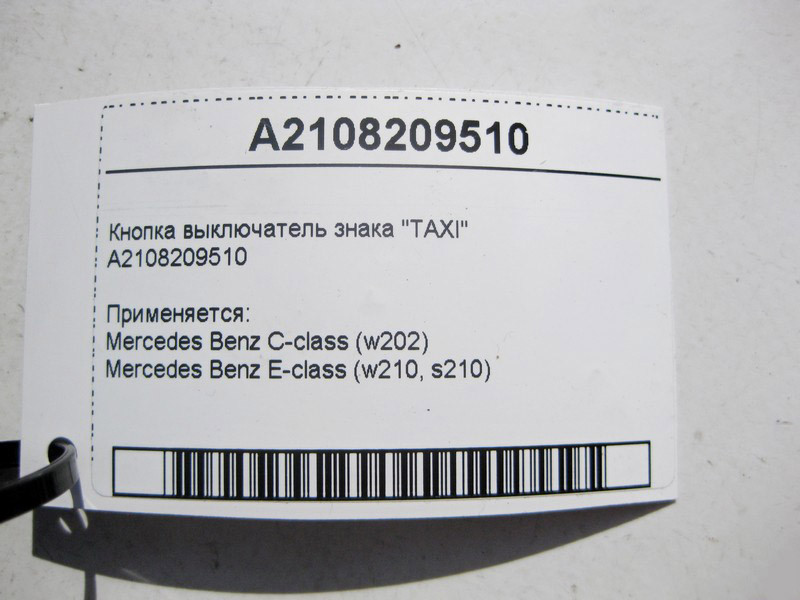 A2108209510
Кнопка выключатель знака "TAXI"
A2108209510
Применяется:
Mercedes Benz C-class (w202)
Mercedes Benz E-class (w210, s210)